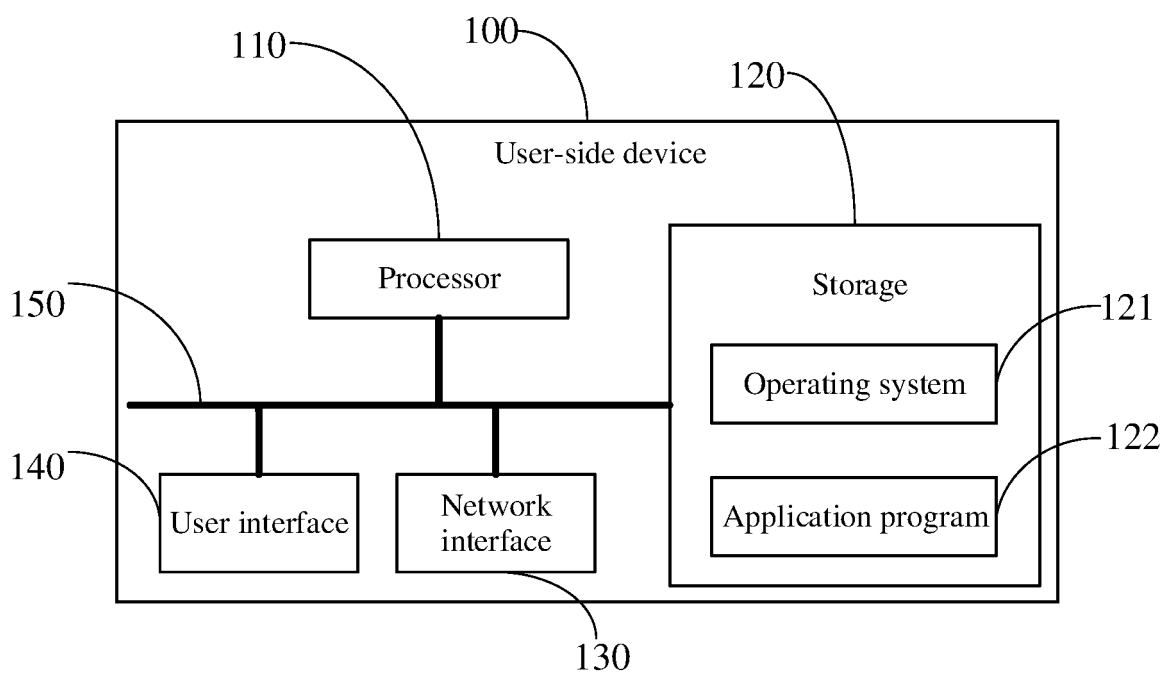 100
110
120
User-side device
Processor
Storage
150
121
Operating system
140
122
User interface
Network
interface
Application program
130